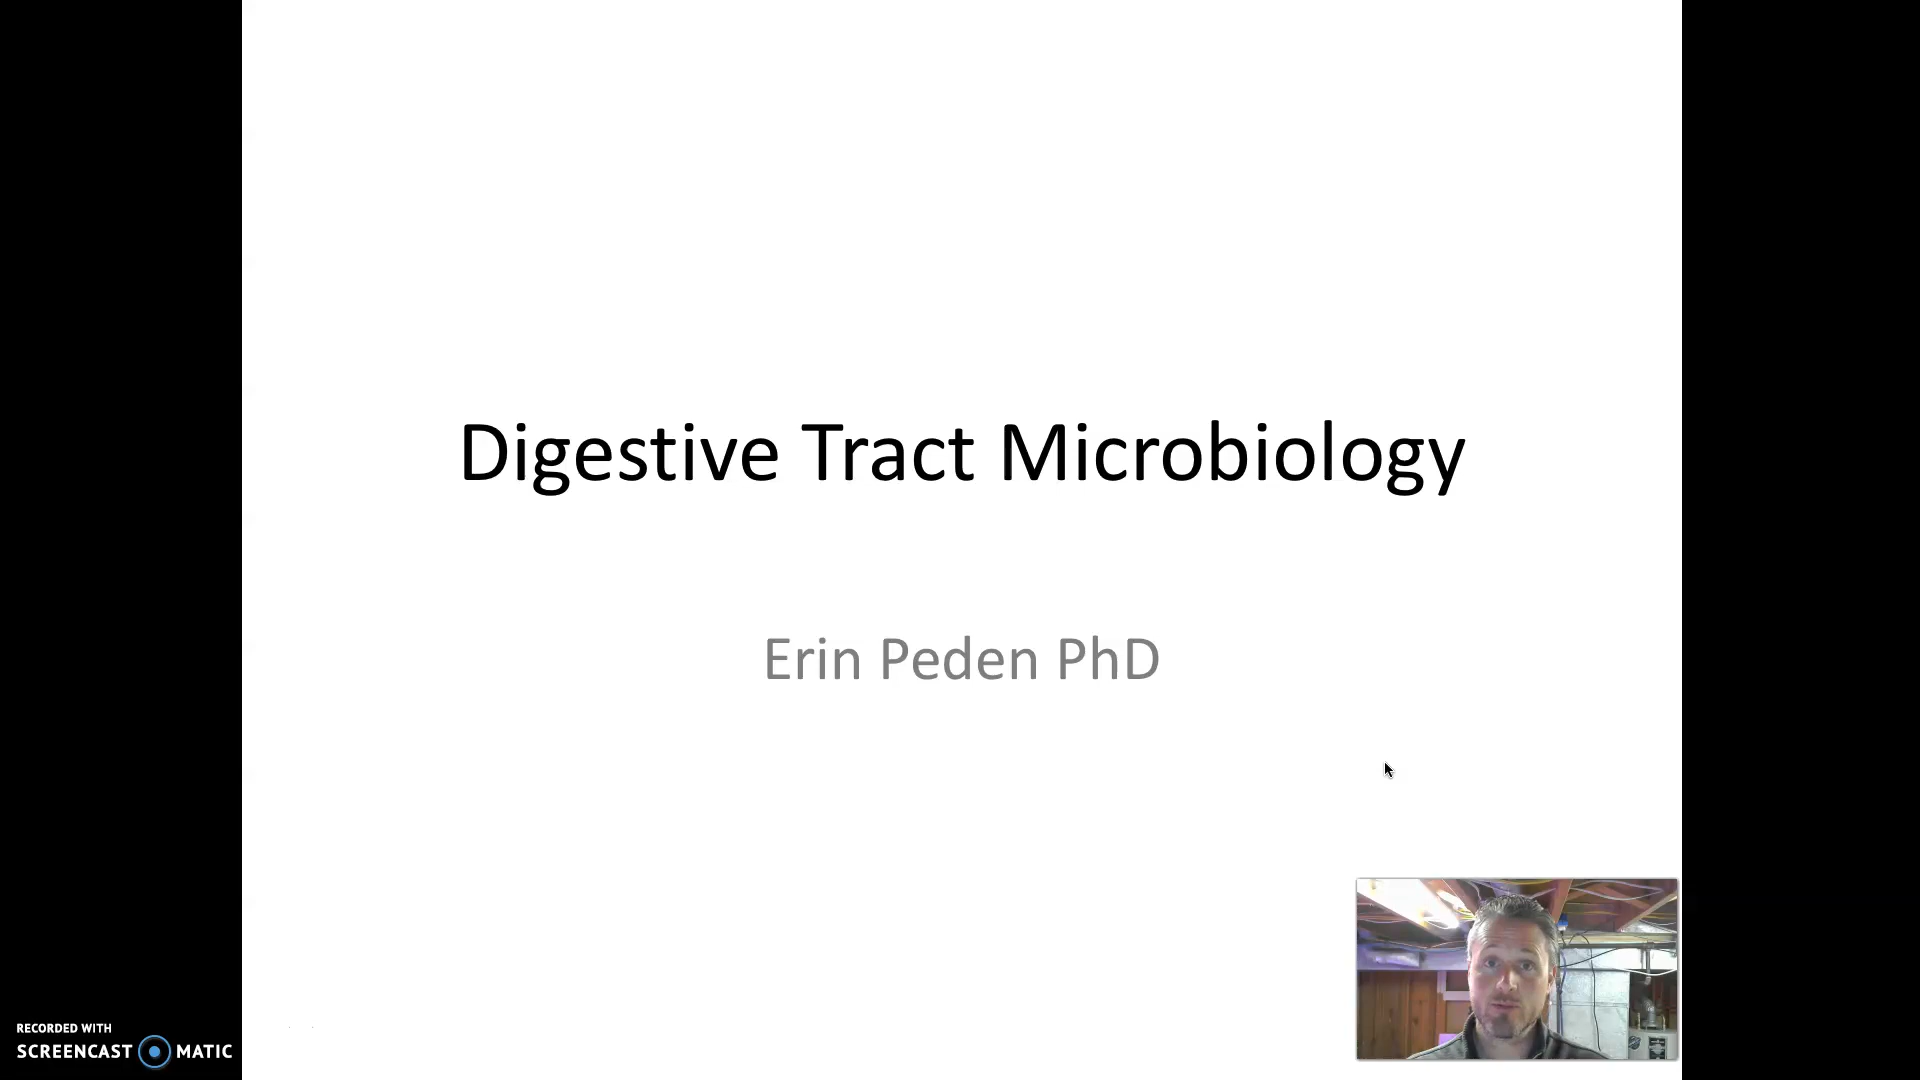 Digestive Tract Microbiology
Erin Peden PhD
RECORDED WITH
SCREENCAST MATIC